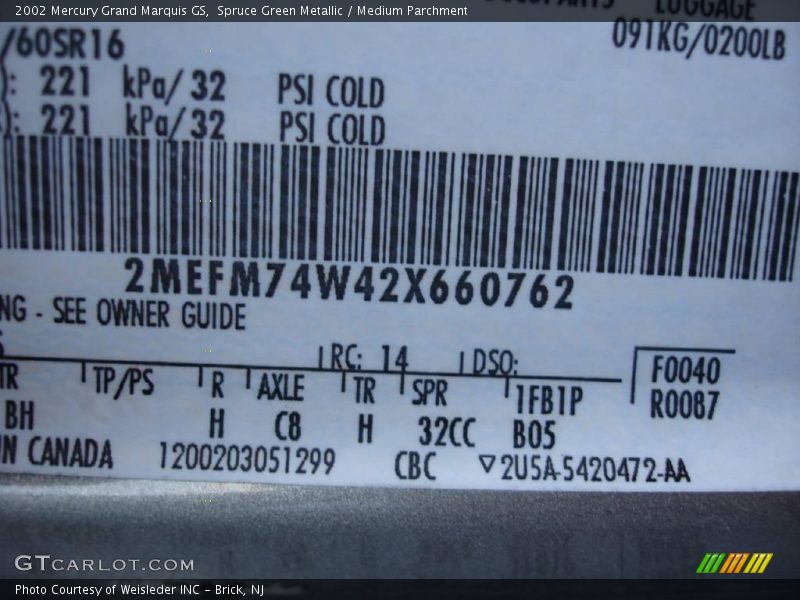 2002 Mercury Grand Marquis GS, Spruce Green Metallic / Medium Parchment
LUGGAGE
/60SR16
091KG/0200LB
): 221 kPa/32 PSI COLD
): 221 kPa/32 PSI COLD
2MEFM74W42X660762
NG - SEE OWNER GUIDE
RC: 14 DSO:
F0040
TR TP/PS R AXLE TR SPR 1FB1P
R0087
BH H C8 H 32CC B05
IN CANADA 1200203051299 CBC ▽2U5A-5420472-AA
GTCARLOT.COM
Photo Courtesy of Weisleder INC – Brick, NJ